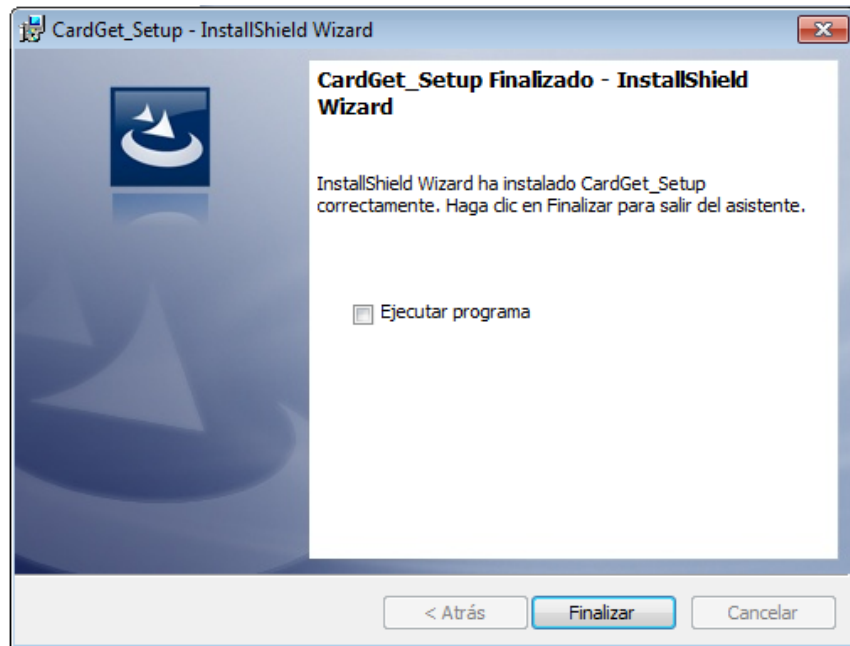 CardGet_Setup - InstallShield Wizard
CardGet_Setup Finalizado - InstallShield
Wizard
InstallShield Wizard ha instalado CardGet_Setup
correctamente. Haga clic en Finalizar para salir del asistente.
Ejecutar programa
< Atrás
Finalizar
Cancelar